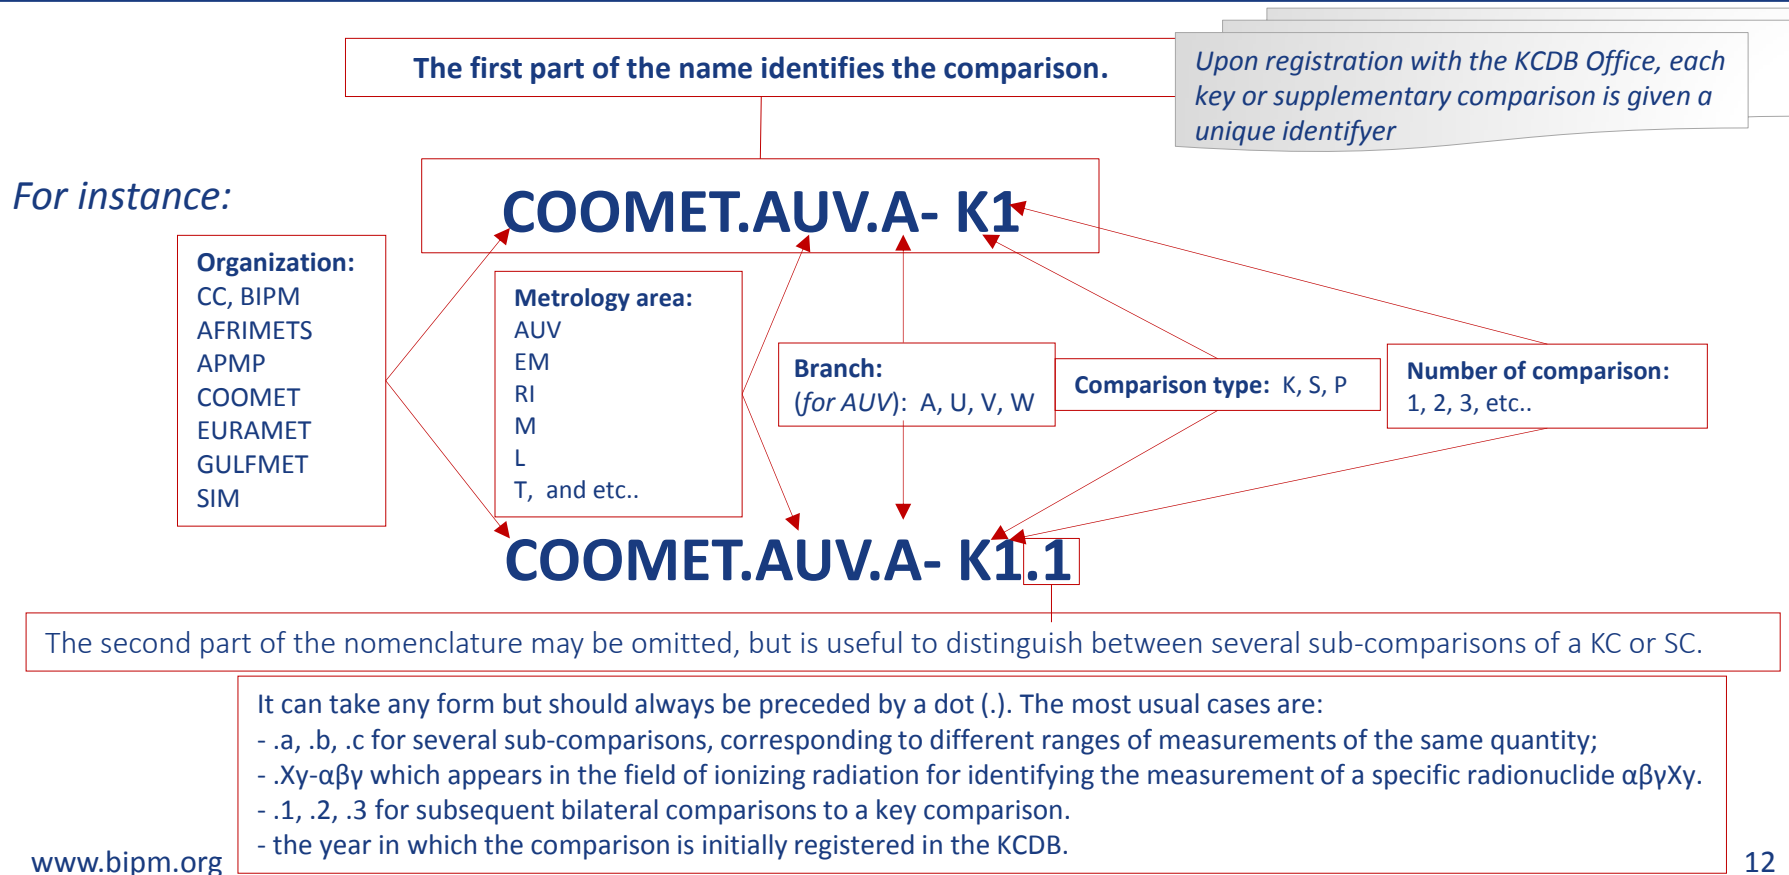 The first part of the name identifies the comparison.
Upon registration with the KCDB Office, each
key or supplementary comparison is given a
unique identifyer
For instance:
COOMET.AUV.A- K1
Organization:
CC, BIPM
AFRIMETS
APMP
COOMET
EURAMET
GULFMET
SIM
Metrology area:
AUV
EM
RI
M
L
T, and etc..
Branch:
(for AUV): A, U, V, W
Comparison type: K, S, P
Number of comparison:
1, 2, 3, etc..
COOMET.AUV.A- K1.1
The second part of the nomenclature may be omitted, but is useful to distinguish between several sub-comparisons of a KC or SC.
It can take any form but should always be preceded by a dot (.). The most usual cases are:
- .a, .b, .c for several sub-comparisons, corresponding to different ranges of measurements of the same quantity;
- .Xy-αβγ which appears in the field of ionizing radiation for identifying the measurement of a specific radionuclide αβγXy.
- .1, .2, .3 for subsequent bilateral comparisons to a key comparison.
- the year in which the comparison is initially registered in the KCDB.
www.bipm.org
12